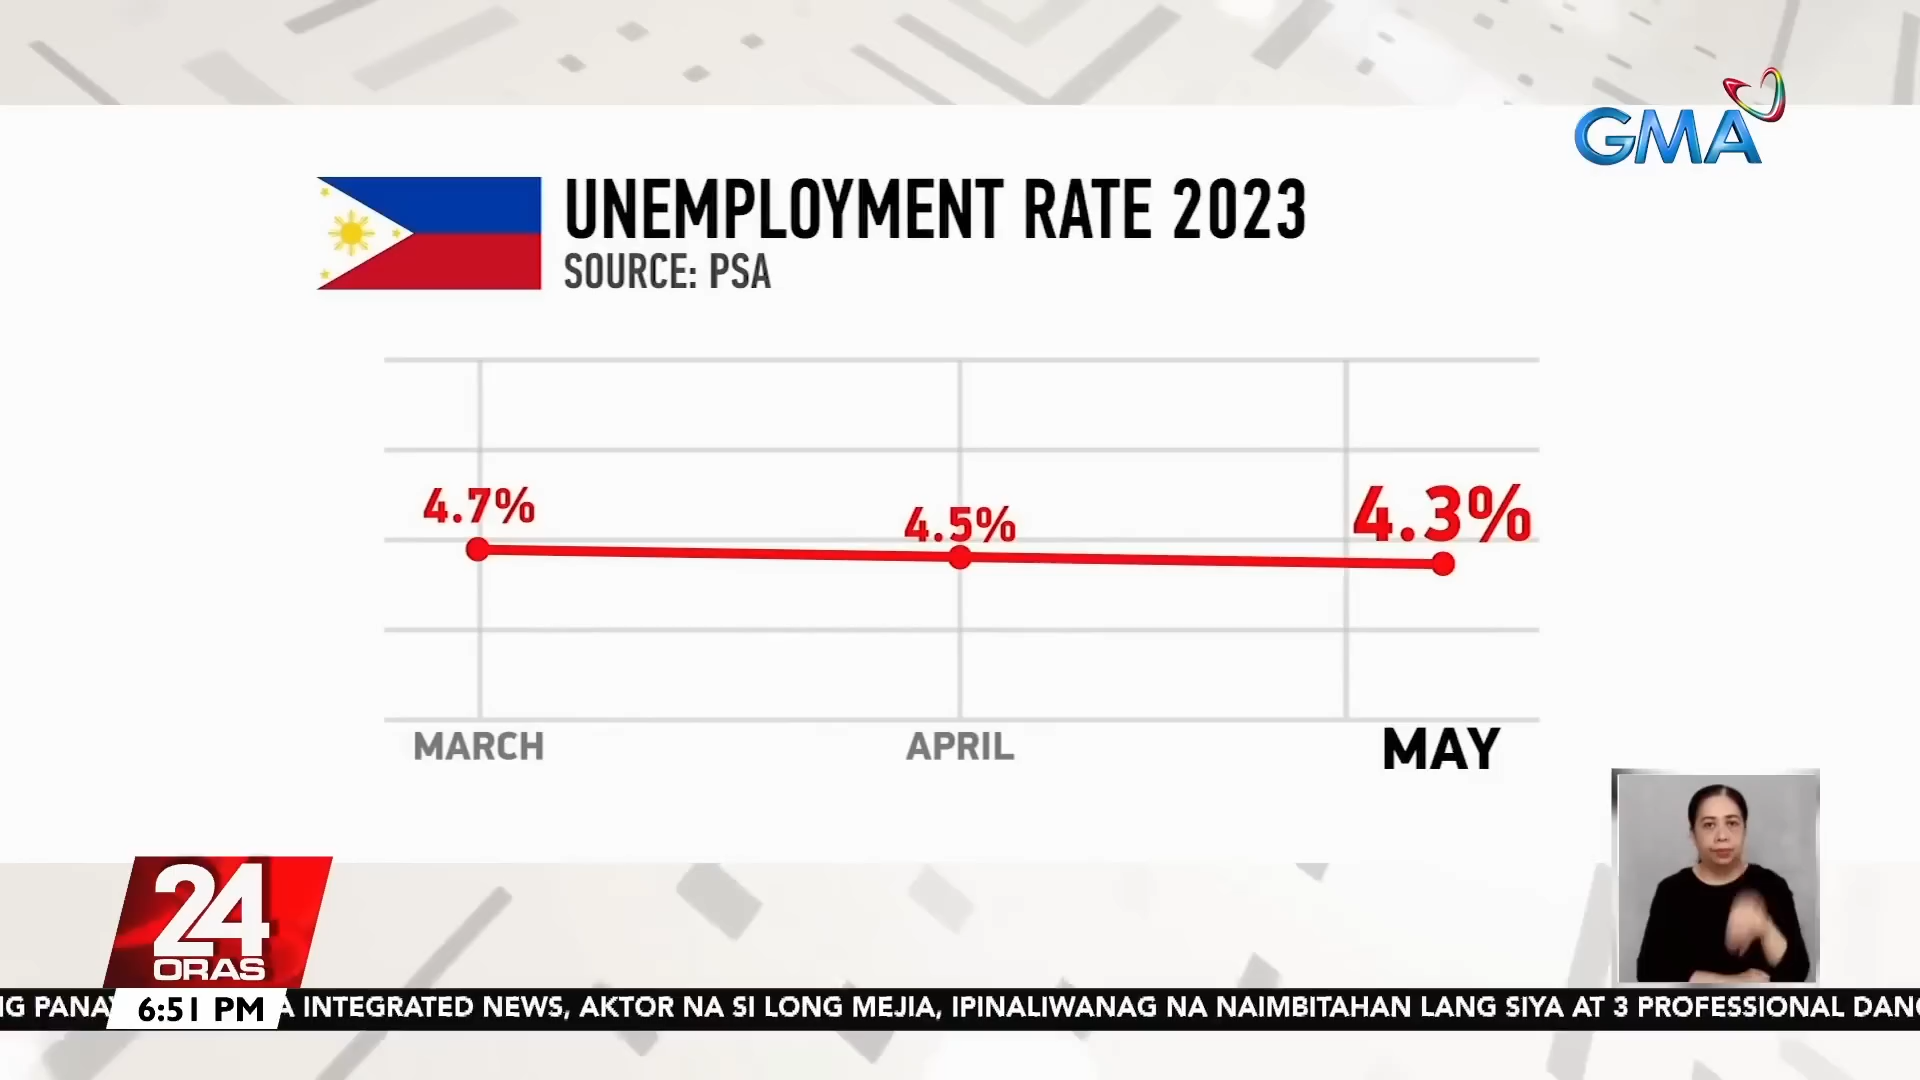 GMA
UNEMPLOYMENT RATE 2023
SOURCE: PSA
4.7%
4.5%
4.3%
MARCH
APRIL
MAY
24
ORAS
6:51 PM
INTEGRATED NEWS, AKTOR NA SI LONG MEJIA, IPINALIWANAG NA NAIMBITAHAN LANG SIYA AT 3 PROFESSIONAL